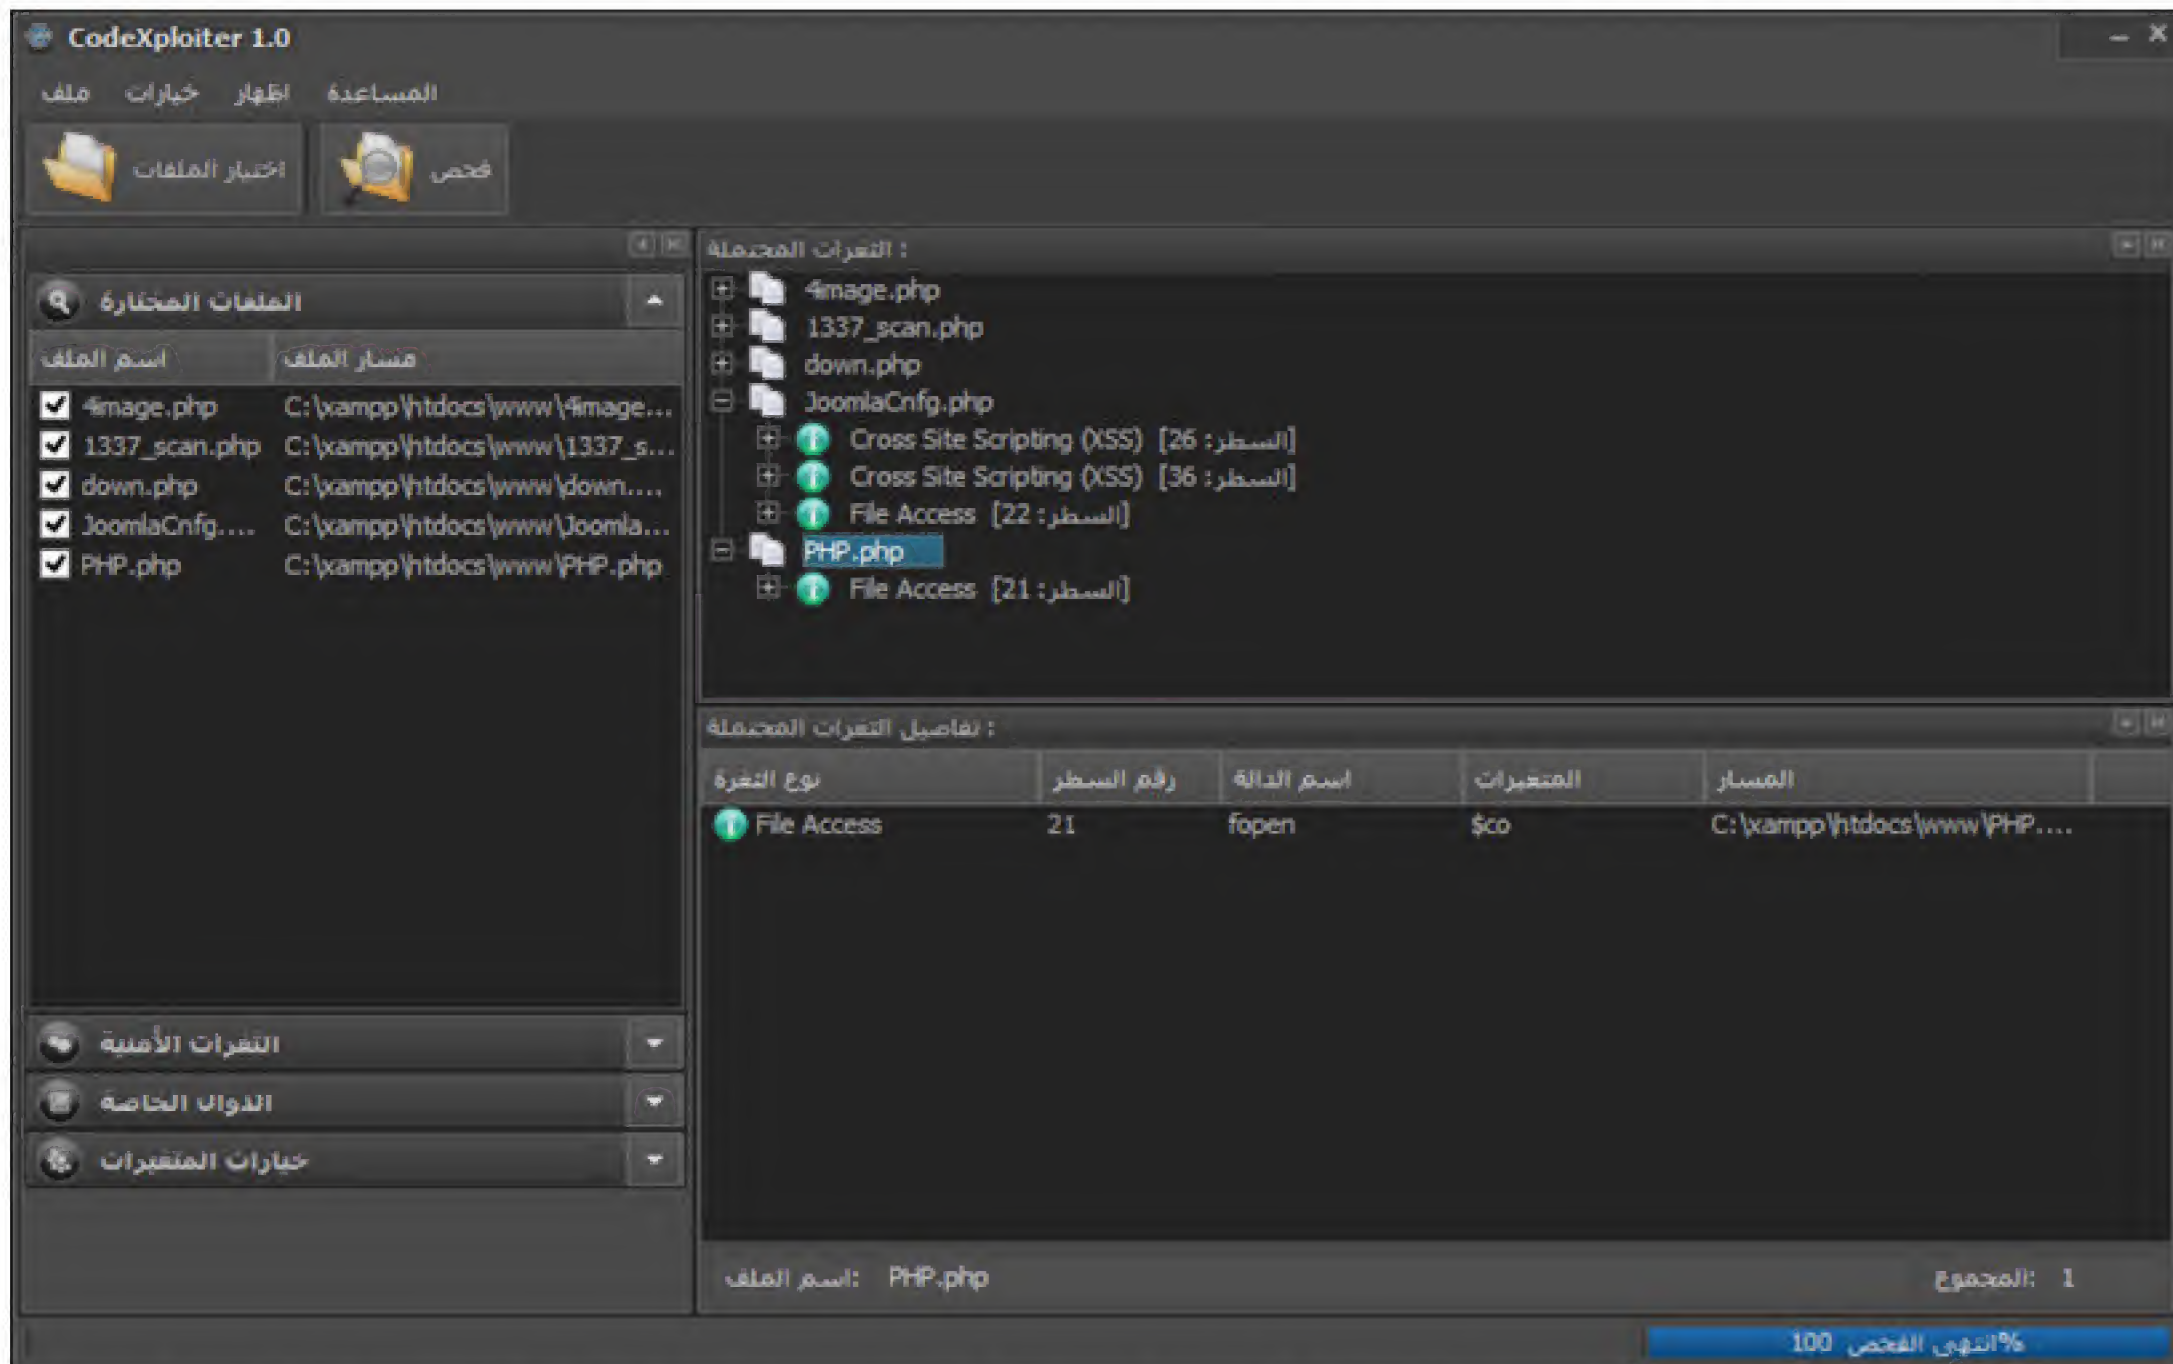 CodeXploiter 1.0
ملف خيارات اظهار المساعدة
اختيار الملفات فحص
الملفات المختارة
اسم الملف مسار الملف
4image.php C:\xampp\htdocs\www\4image...
1337_scan.php C:\xampp\htdocs\www\1337_s...
down.php C:\xampp\htdocs\www\down....
JoomlaCnfg.... C:\xampp\htdocs\www\Joomla...
PHP.php C:\xampp\htdocs\www\PHP.php
الثغرات الأمنية
الدوال الخاصة
خيارات المتغيرات
الثغرات المحتملة :
4image.php
1337_scan.php
down.php
JoomlaCnfg.php
Cross Site Scripting (XSS) [26 :السطر]
Cross Site Scripting (XSS) [36 :السطر]
File Access [22 :السطر]
PHP.php
File Access [21 :السطر]
تفاصيل الثغرات المحتملة :
نوع الثغرة رقم السطر اسم الدالة المتغيرات المسار
File Access 21 fopen $co C:\xampp\htdocs\www\PHP....
اسم الملف: PHP.php المجموع: 1
انتهى الفحص 100%